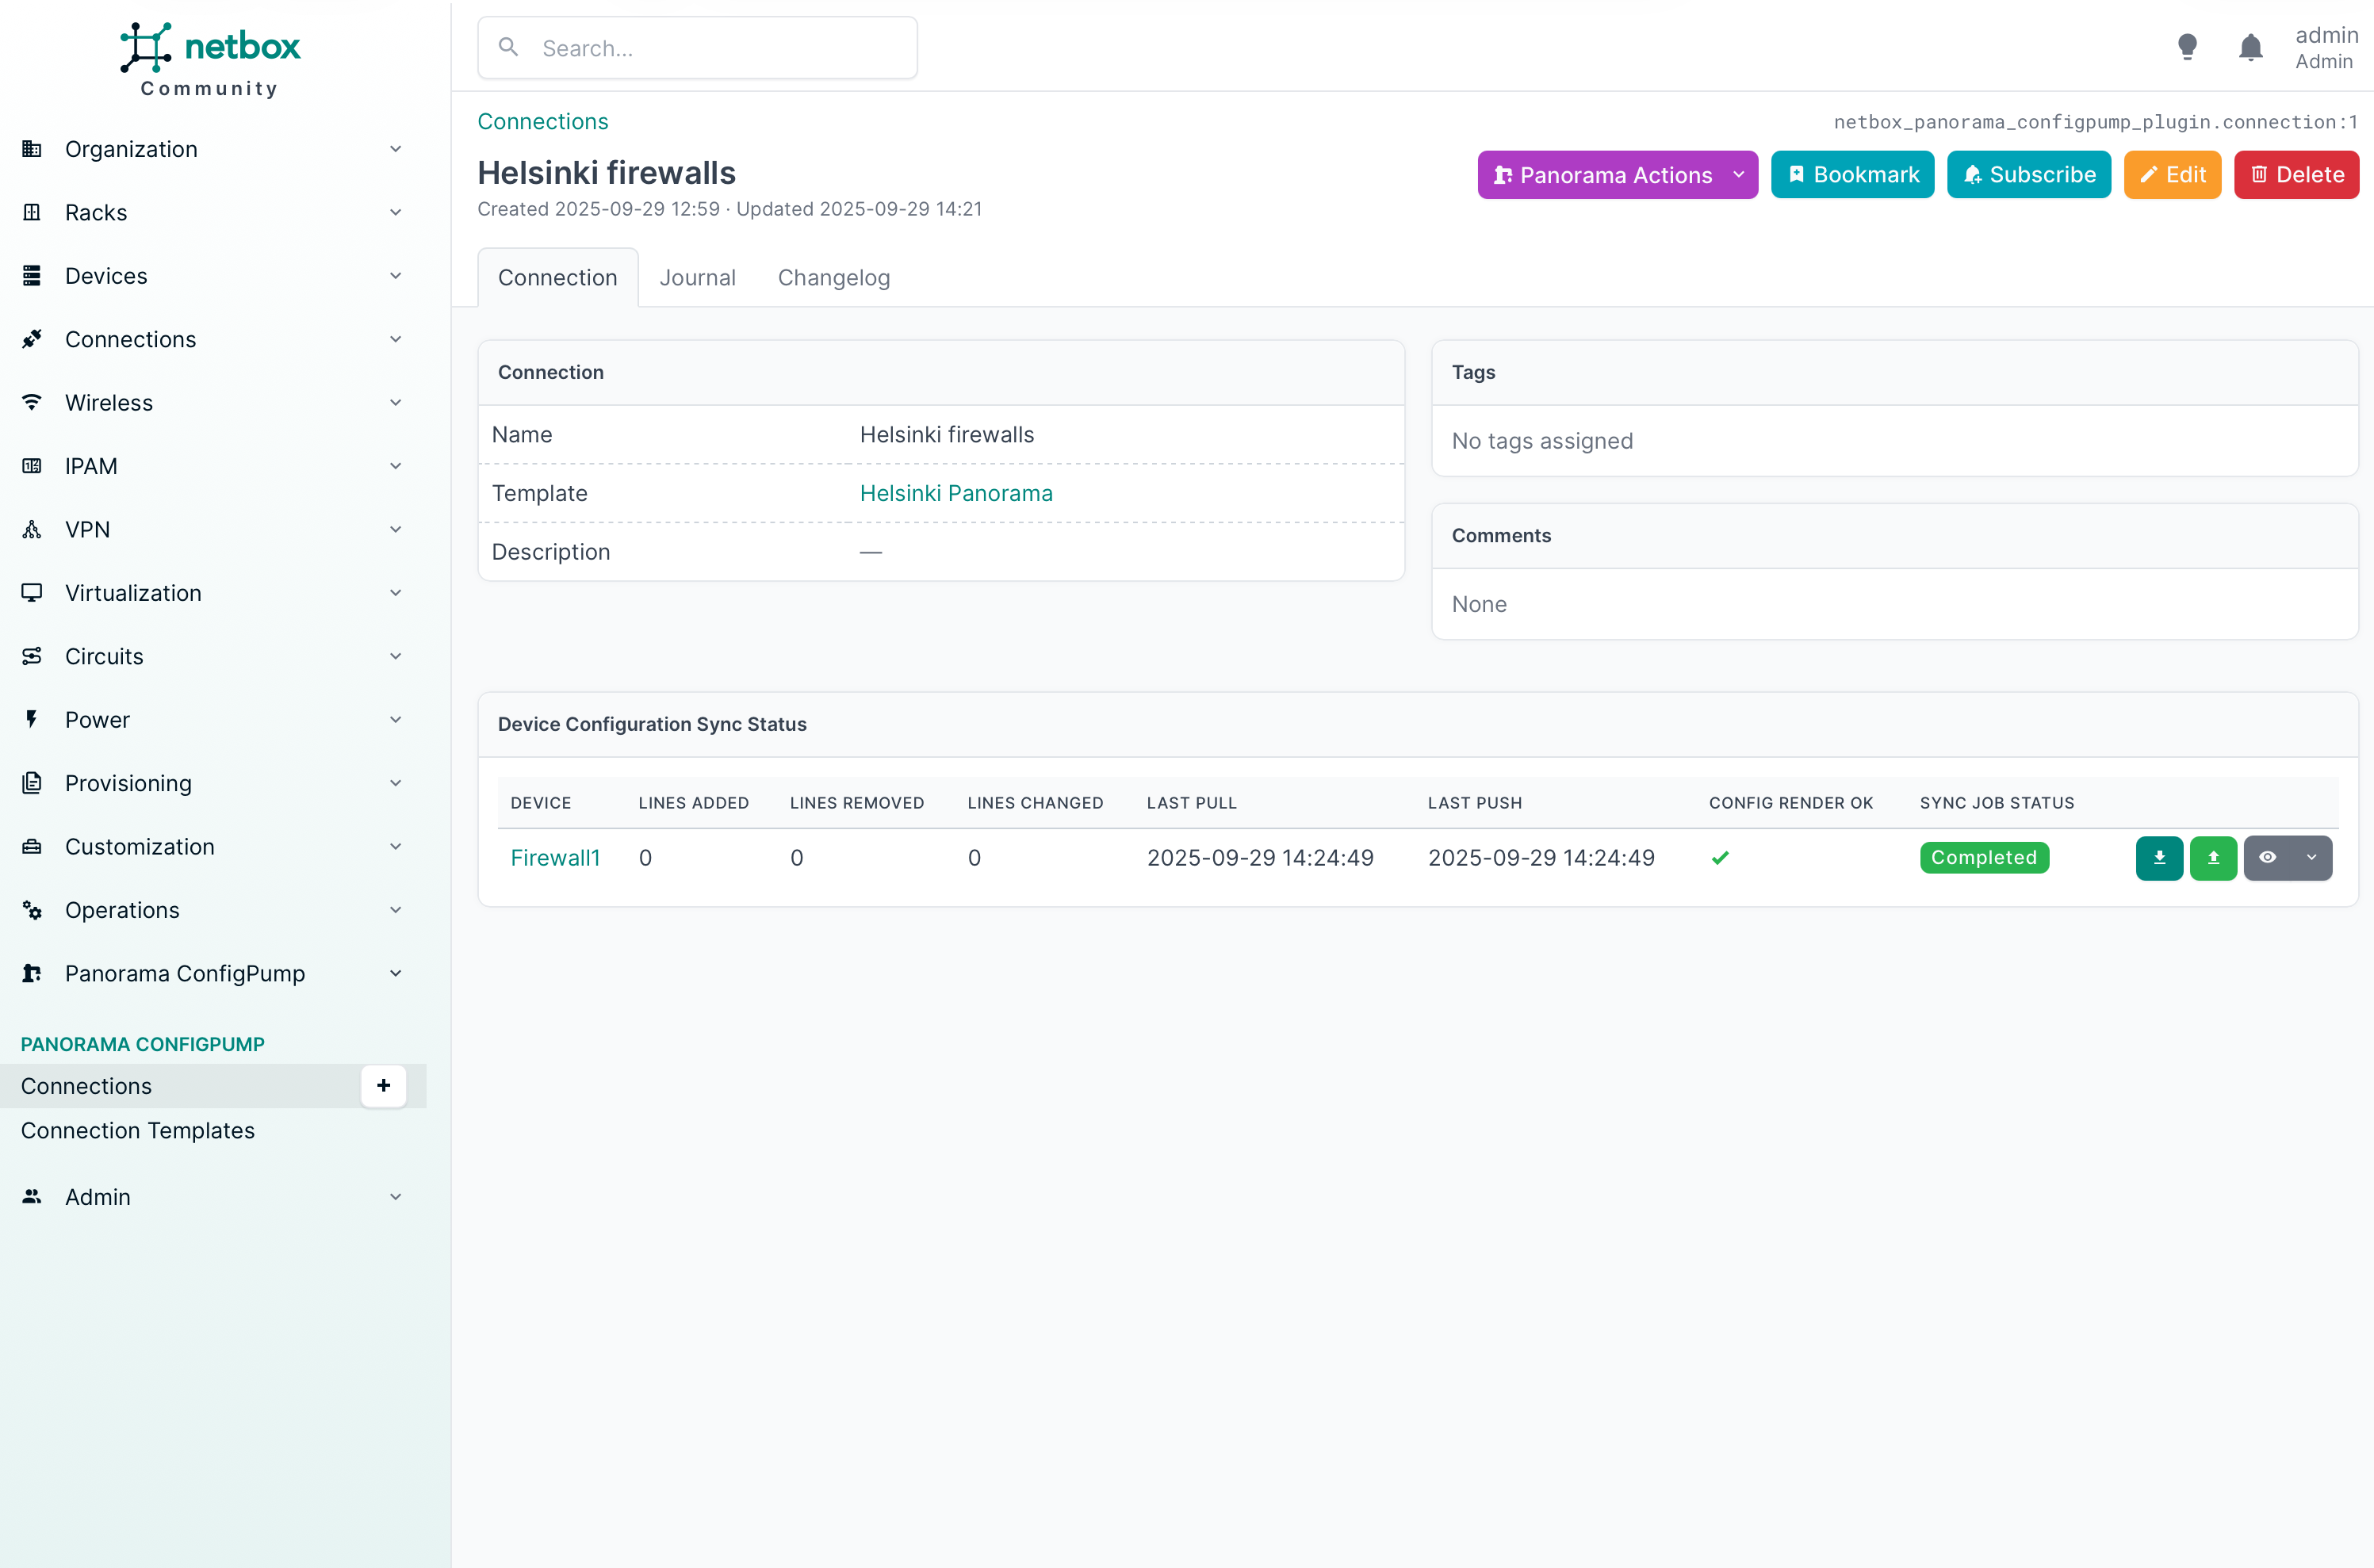 netbox
Community
Search...
admin
Admin
Organization
Racks
Devices
Connections
Wireless
IPAM
VPN
Virtualization
Circuits
Power
Provisioning
Customization
Operations
Panorama ConfigPump
PANORAMA CONFIGPUMP
Connections
+
Connection Templates
Admin
Connections
netbox_panorama_configpump_plugin.connection:1
Helsinki firewalls
Panorama Actions Bookmark Subscribe Edit Delete
Created 2025-09-29 12:59 · Updated 2025-09-29 14:21
Connection Journal Changelog
Connection
Name Helsinki firewalls
Template Helsinki Panorama
Description —
Tags
No tags assigned
Comments
None
Device Configuration Sync Status
DEVICE LINES ADDED LINES REMOVED LINES CHANGED LAST PULL LAST PUSH CONFIG RENDER OK SYNC JOB STATUS
Firewall1 0 0 0 2025-09-29 14:24:49 2025-09-29 14:24:49 Completed